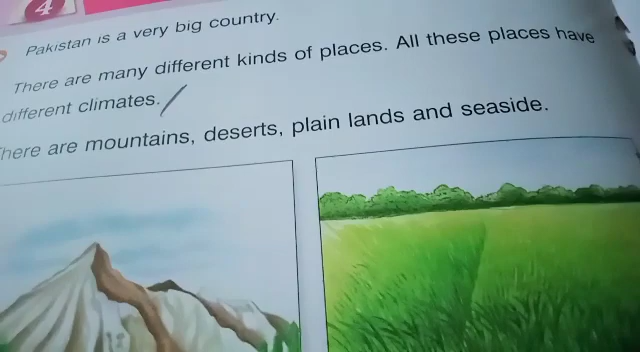 4
Pakistan is a very big country.
There are many different kinds of places. All these places have
different climates.
There are mountains, deserts, plain lands and seaside.